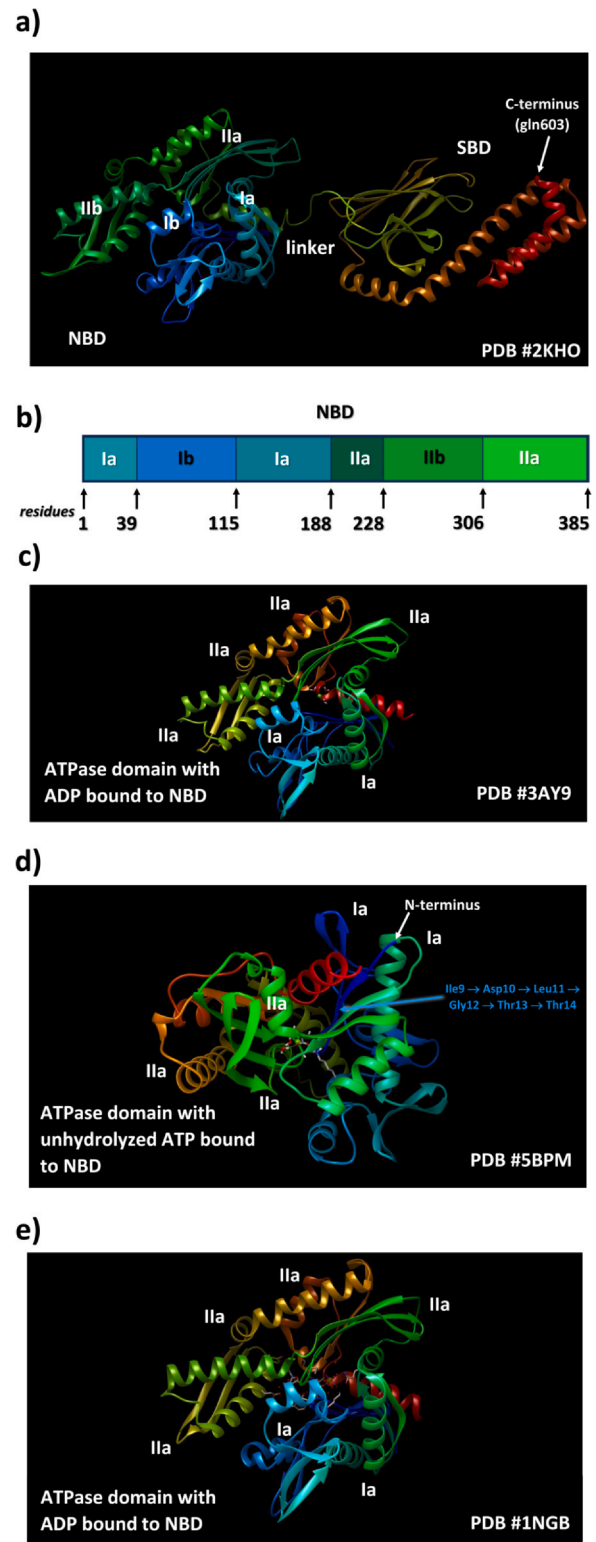 a)
IIa
C-terminus
(gln603)
SBD
IIb
Ib
Ia
linker
NBD
PDB #2KHO
b)
NBD
Ia Ib Ia IIa IIb IIa
residues
1 39 115 188 228 306 385
c)
IIa
IIa
IIa
IIa
Ia
Ia
ATPase domain with
ADP bound to NBD
PDB #3AY9
d)
Ia
N-terminus
Ia
Ile9 → Asp10 → Leu11 →
Gly12 → Thr13 → Thr14
IIa
IIa
IIa
ATPase domain with
unhydrolyzed ATP bound
to NBD
PDB #5BPM
e)
IIa
IIa
IIa
IIa
Ia
Ia
ATPase domain with
ADP bound to NBD
PDB #1NGB